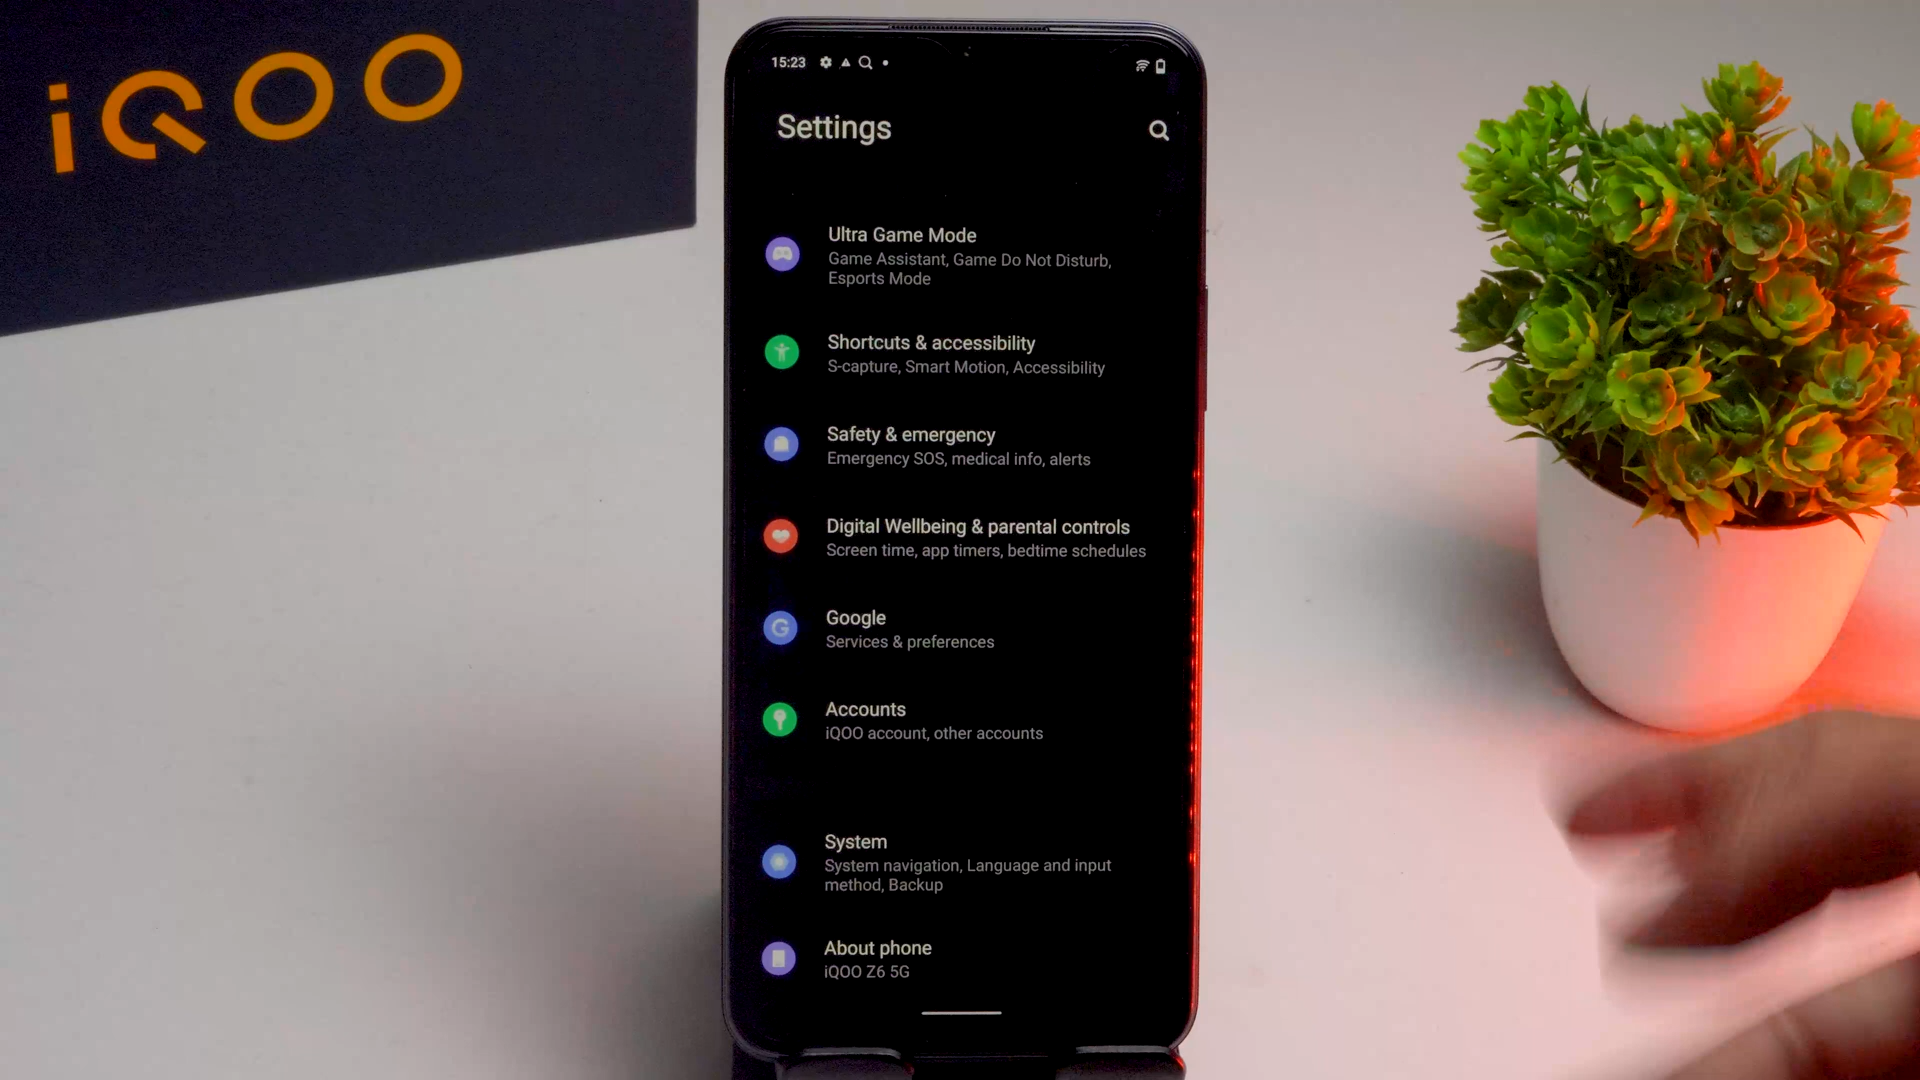 iQOO
15:23
Settings
Ultra Game Mode
Game Assistant, Game Do Not Disturb,
Esports Mode
Shortcuts & accessibility
S-capture, Smart Motion, Accessibility
Safety & emergency
Emergency SOS, medical info, alerts
Digital Wellbeing & parental controls
Screen time, app timers, bedtime schedules
Google
Services & preferences
Accounts
iQOO account, other accounts
System
System navigation, Language and input
method, Backup
About phone
iQOO Z6 5G